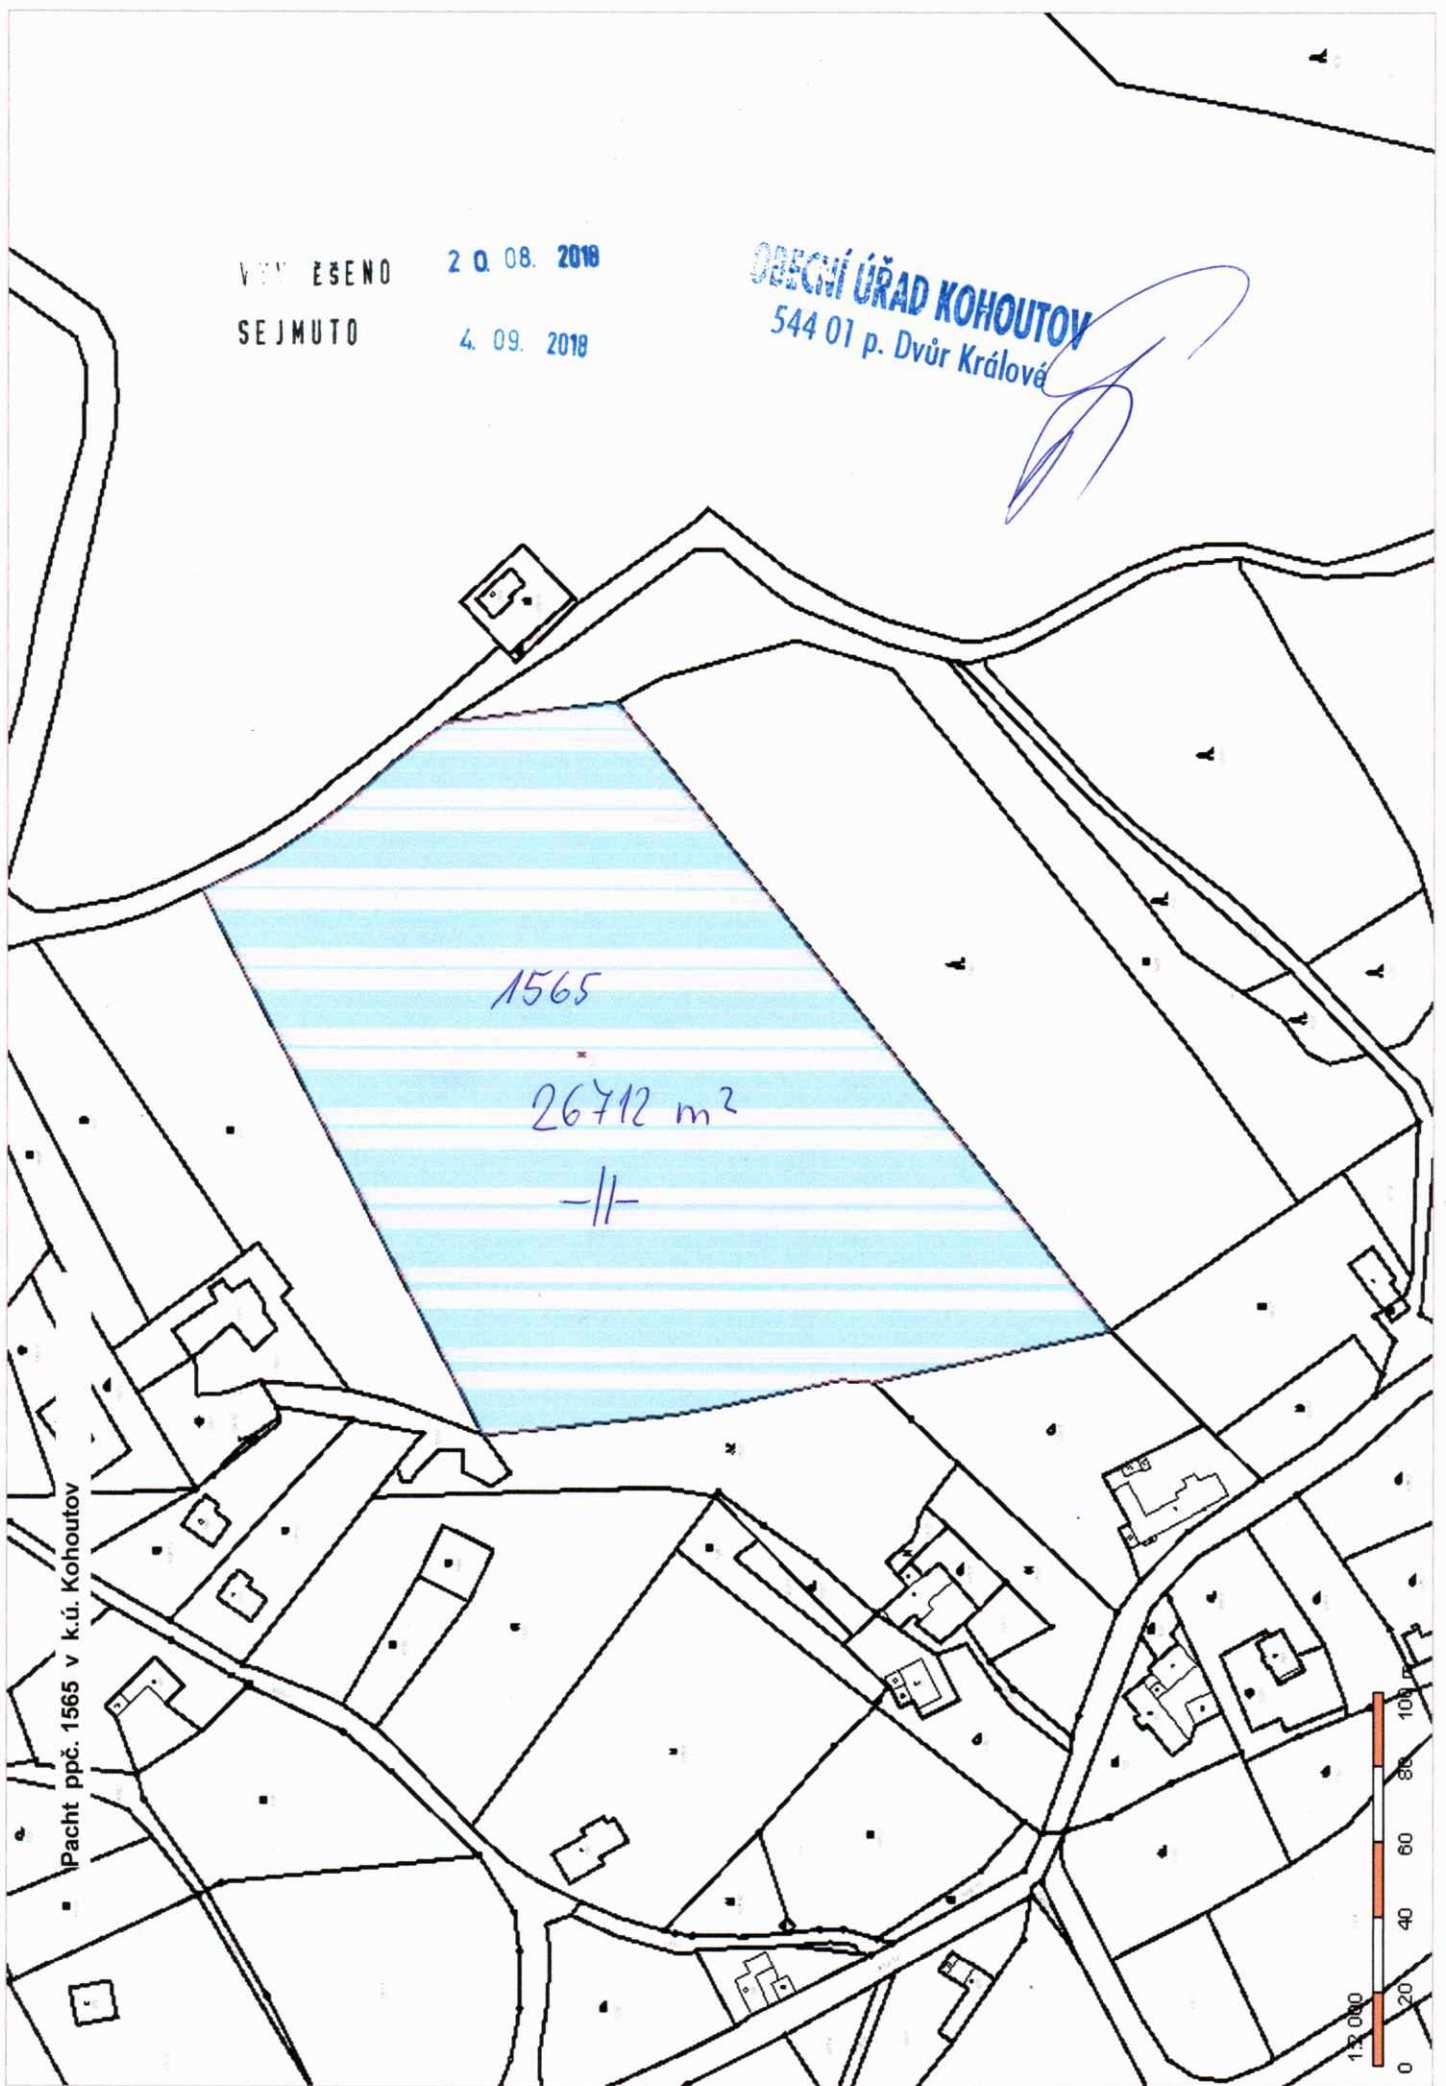 SEJMUTO
20. 08. 2018
4. 09. 2018
OBECNÍ ÚŘAD KOHOUTOV
544 01 p. Dvůr Králové
1565
26712 m²
-||-
Pacht ppč. 1565 v k.ú. Kohoutov
1:2 000
0 20 40 60 80 100